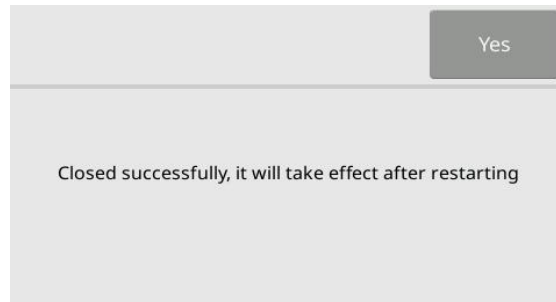 Yes
Closed successfully, it will take effect after restarting